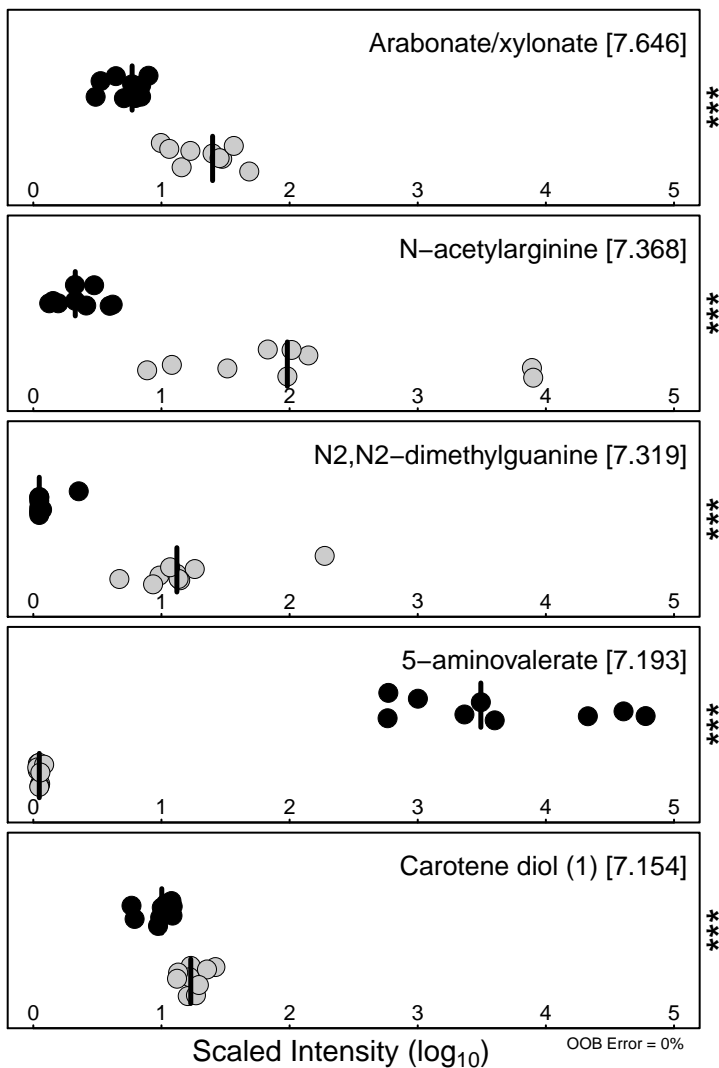 Arabonate/xylonate [7.646]
***
0 1 2 3 4 5
N−acetylarginine [7.368]
***
0 1 2 3 4 5
N2,N2−dimethylguanine [7.319]
***
0 1 2 3 4 5
5−aminovalerate [7.193]
***
0 1 2 3 4 5
Carotene diol (1) [7.154]
***
0 1 2 3 4 5
Scaled Intensity (log10)
OOB Error = 0%